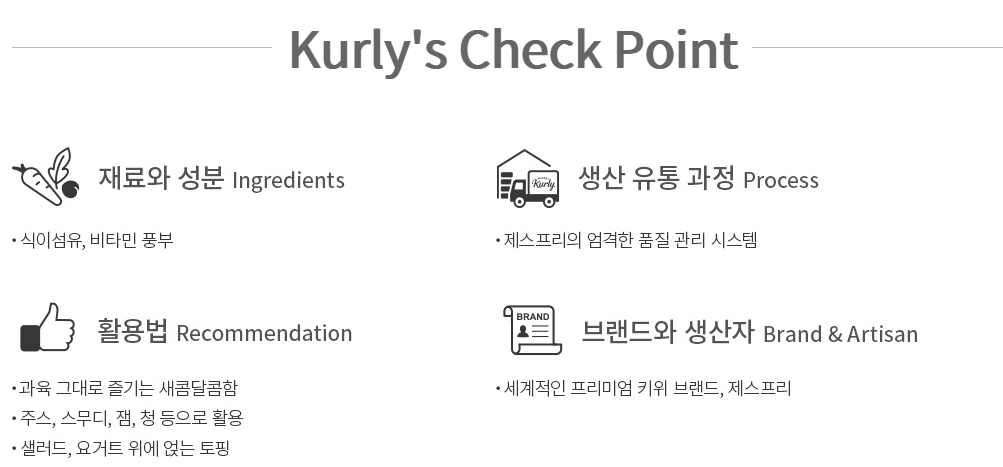 Kurly's Check Point
재료와 성분 Ingredients
• 식이섬유, 비타민 풍부
Kurly
생산 유통 과정 Process
• 제스프리의 엄격한 품질 관리 시스템
활용법 Recommendation
• 과육 그대로 즐기는 새콤달콤함
• 주스, 스무디, 잼, 청 등으로 활용
• 샐러드, 요거트 위에 얹는 토핑
BRAND
브랜드와 생산자 Brand & Artisan
• 세계적인 프리미엄 키위 브랜드, 제스프리